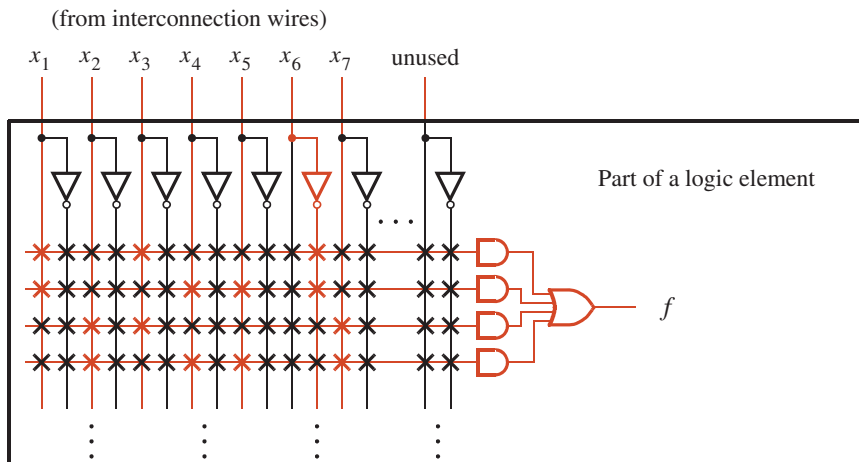 (from interconnection wires)
x₁ x₂ x₃ x₄ x₅ x₆ x₇ unused
Part of a logic element
. . .
f